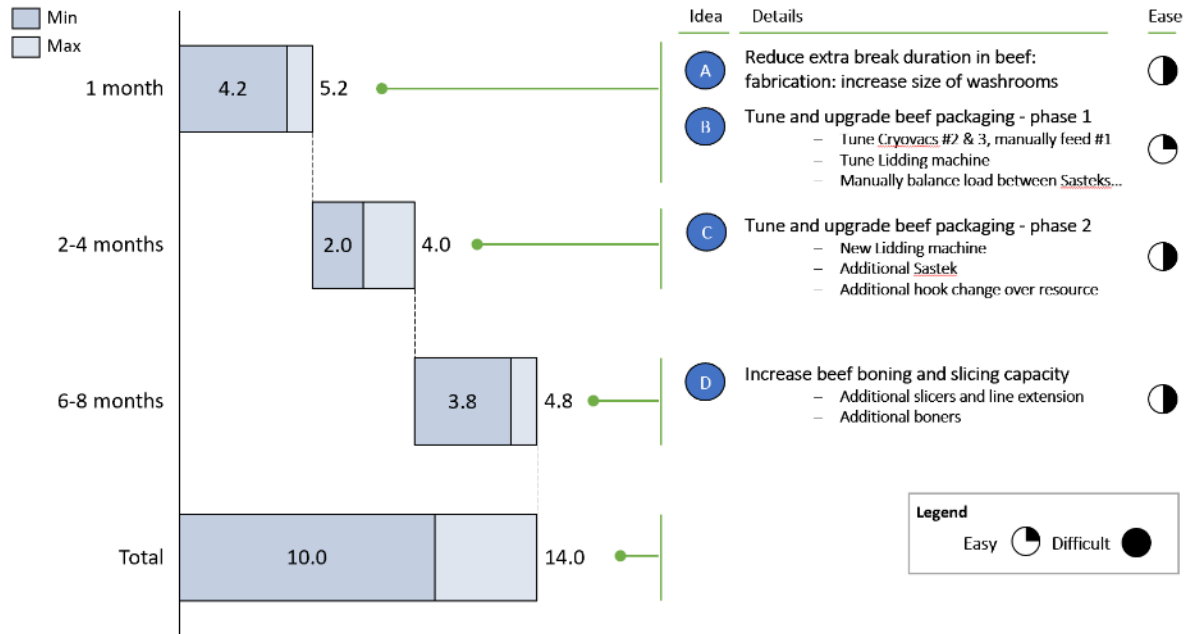 Min
Max
Idea
Details
Ease
1 month
4.2
5.2
A
Reduce extra break duration in beef:
fabrication: increase size of washrooms
B
Tune and upgrade beef packaging - phase 1
– Tune Cryovacs #2 & 3, manually feed #1
– Tune Lidding machine
– Manually balance load between Sasteks...
2-4 months
2.0
4.0
C
Tune and upgrade beef packaging - phase 2
– New Lidding machine
– Additional Sastek
– Additional hook change over resource
6-8 months
3.8
4.8
D
Increase beef boning and slicing capacity
– Additional slicers and line extension
– Additional boners
Total
10.0
14.0
Legend
Easy
Difficult